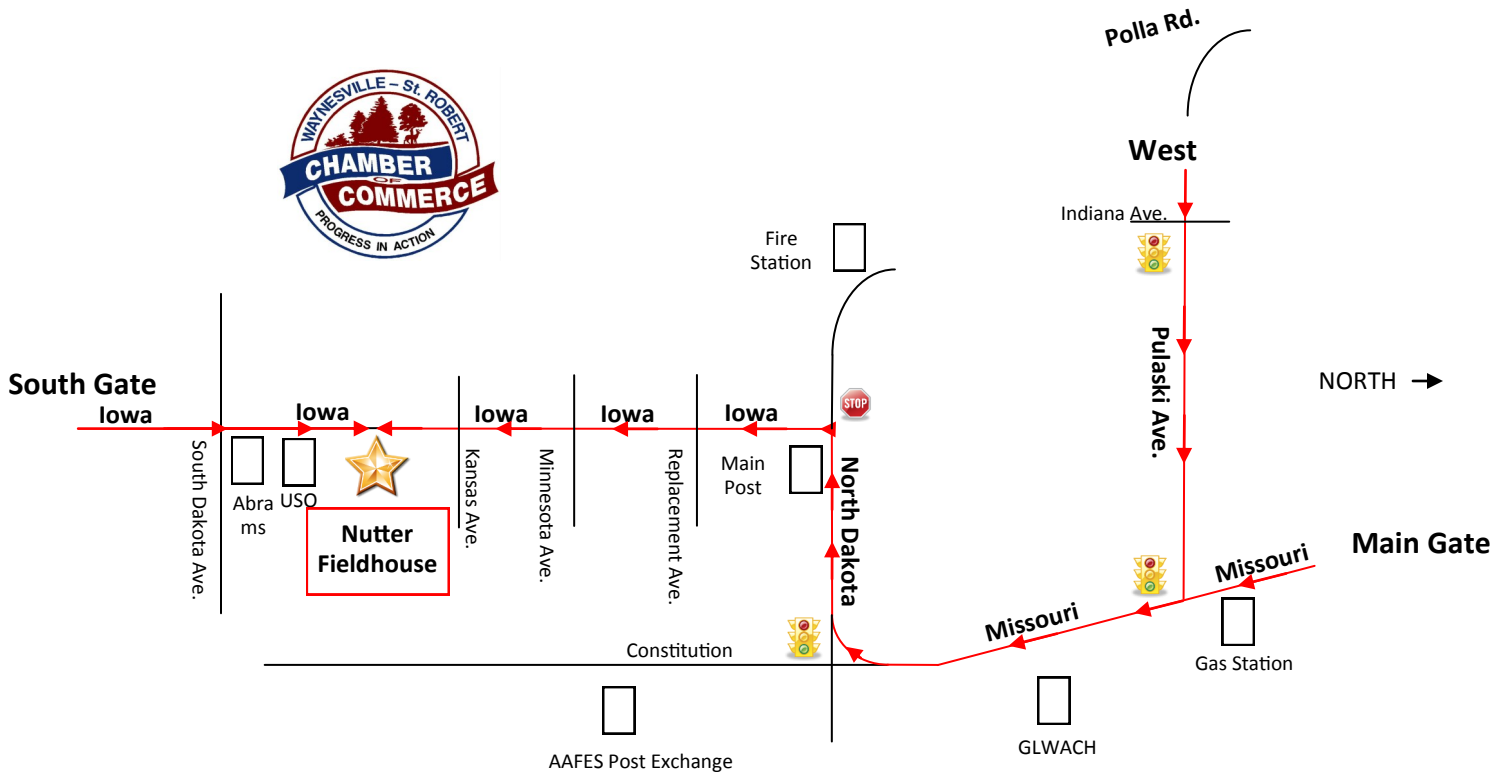 Polla Rd.
WAYNESVILLE – St. ROBERT
CHAMBER
OF
COMMERCE
PROGRESS IN ACTION
West
Indiana Ave.
Fire
Station
Pulaski Ave.
NORTH
South Gate
Iowa
Iowa
Iowa
Iowa
Iowa
STOP
South Dakota Ave.
Abra
ms
USO
Nutter
Fieldhouse
Kansas Ave.
Minnesota Ave.
Replacement Ave.
Main
Post
North Dakota
Main Gate
Missouri
Missouri
Constitution
Gas Station
GLWACH
AAFES Post Exchange